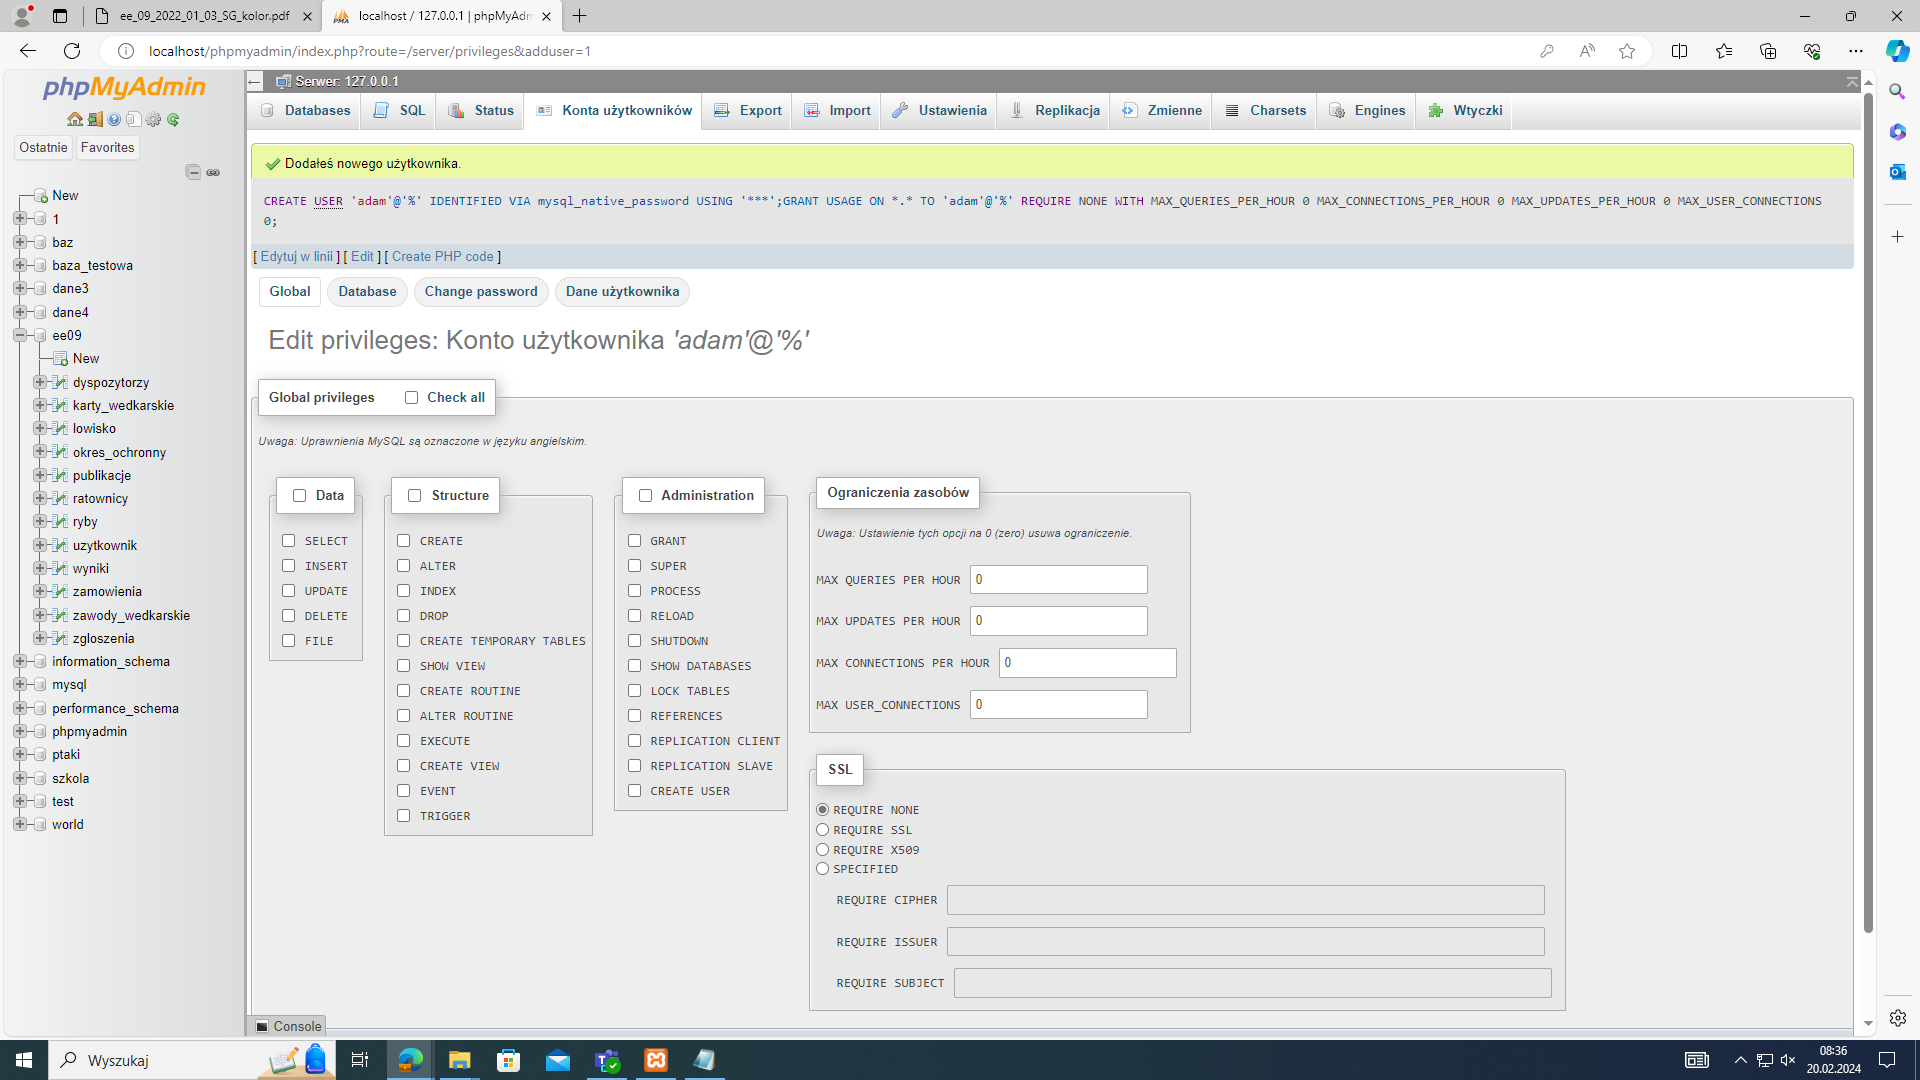 ee_09_2022_01_03_SG_kolor.pdf
localhost / 127.0.0.1 | phpMyAdm
localhost/phpmyadmin/index.php?route=/server/privileges&adduser=1
phpMyAdmin
Ostatnie
Favorites
New
1
baz
baza_testowa
dane3
dane4
ee09
New
dyspozytorzy
karty_wedkarskie
lowisko
okres_ochronny
publikacje
ratownicy
ryby
uzytkownik
wyniki
zamowienia
zawody_wedkarskie
zgloszenia
information_schema
mysql
performance_schema
phpmyadmin
ptaki
szkola
test
world
Serwer: 127.0.0.1
Databases
SQL
Status
Konta użytkowników
Export
Import
Ustawienia
Replikacja
Zmienne
Charsets
Engines
Wtyczki
Dodałeś nowego użytkownika.
CREATE USER 'adam'@'%' IDENTIFIED VIA mysql_native_password USING '***';GRANT USAGE ON *.* TO 'adam'@'%' REQUIRE NONE WITH MAX_QUERIES_PER_HOUR 0 MAX_CONNECTIONS_PER_HOUR 0 MAX_UPDATES_PER_HOUR 0 MAX_USER_CONNECTIONS
0;
[ Edytuj w linii ] [ Edit ] [ Create PHP code ]
Global
Database
Change password
Dane użytkownika
Edit privileges: Konto użytkownika 'adam'@'%'
Global privileges
Check all
Uwaga: Uprawnienia MySQL są oznaczone w języku angielskim.
Data
SELECT
INSERT
UPDATE
DELETE
FILE
Structure
CREATE
ALTER
INDEX
DROP
CREATE TEMPORARY TABLES
SHOW VIEW
CREATE ROUTINE
ALTER ROUTINE
EXECUTE
CREATE VIEW
EVENT
TRIGGER
Administration
GRANT
SUPER
PROCESS
RELOAD
SHUTDOWN
SHOW DATABASES
LOCK TABLES
REFERENCES
REPLICATION CLIENT
REPLICATION SLAVE
CREATE USER
Ograniczenia zasobów
Uwaga: Ustawienie tych opcji na 0 (zero) usuwa ograniczenie.
MAX QUERIES PER HOUR 0
MAX UPDATES PER HOUR 0
MAX CONNECTIONS PER HOUR 0
MAX USER_CONNECTIONS 0
SSL
REQUIRE NONE
REQUIRE SSL
REQUIRE X509
SPECIFIED
REQUIRE CIPHER
REQUIRE ISSUER
REQUIRE SUBJECT
Console
Wyszukaj
08:36
20.02.2024